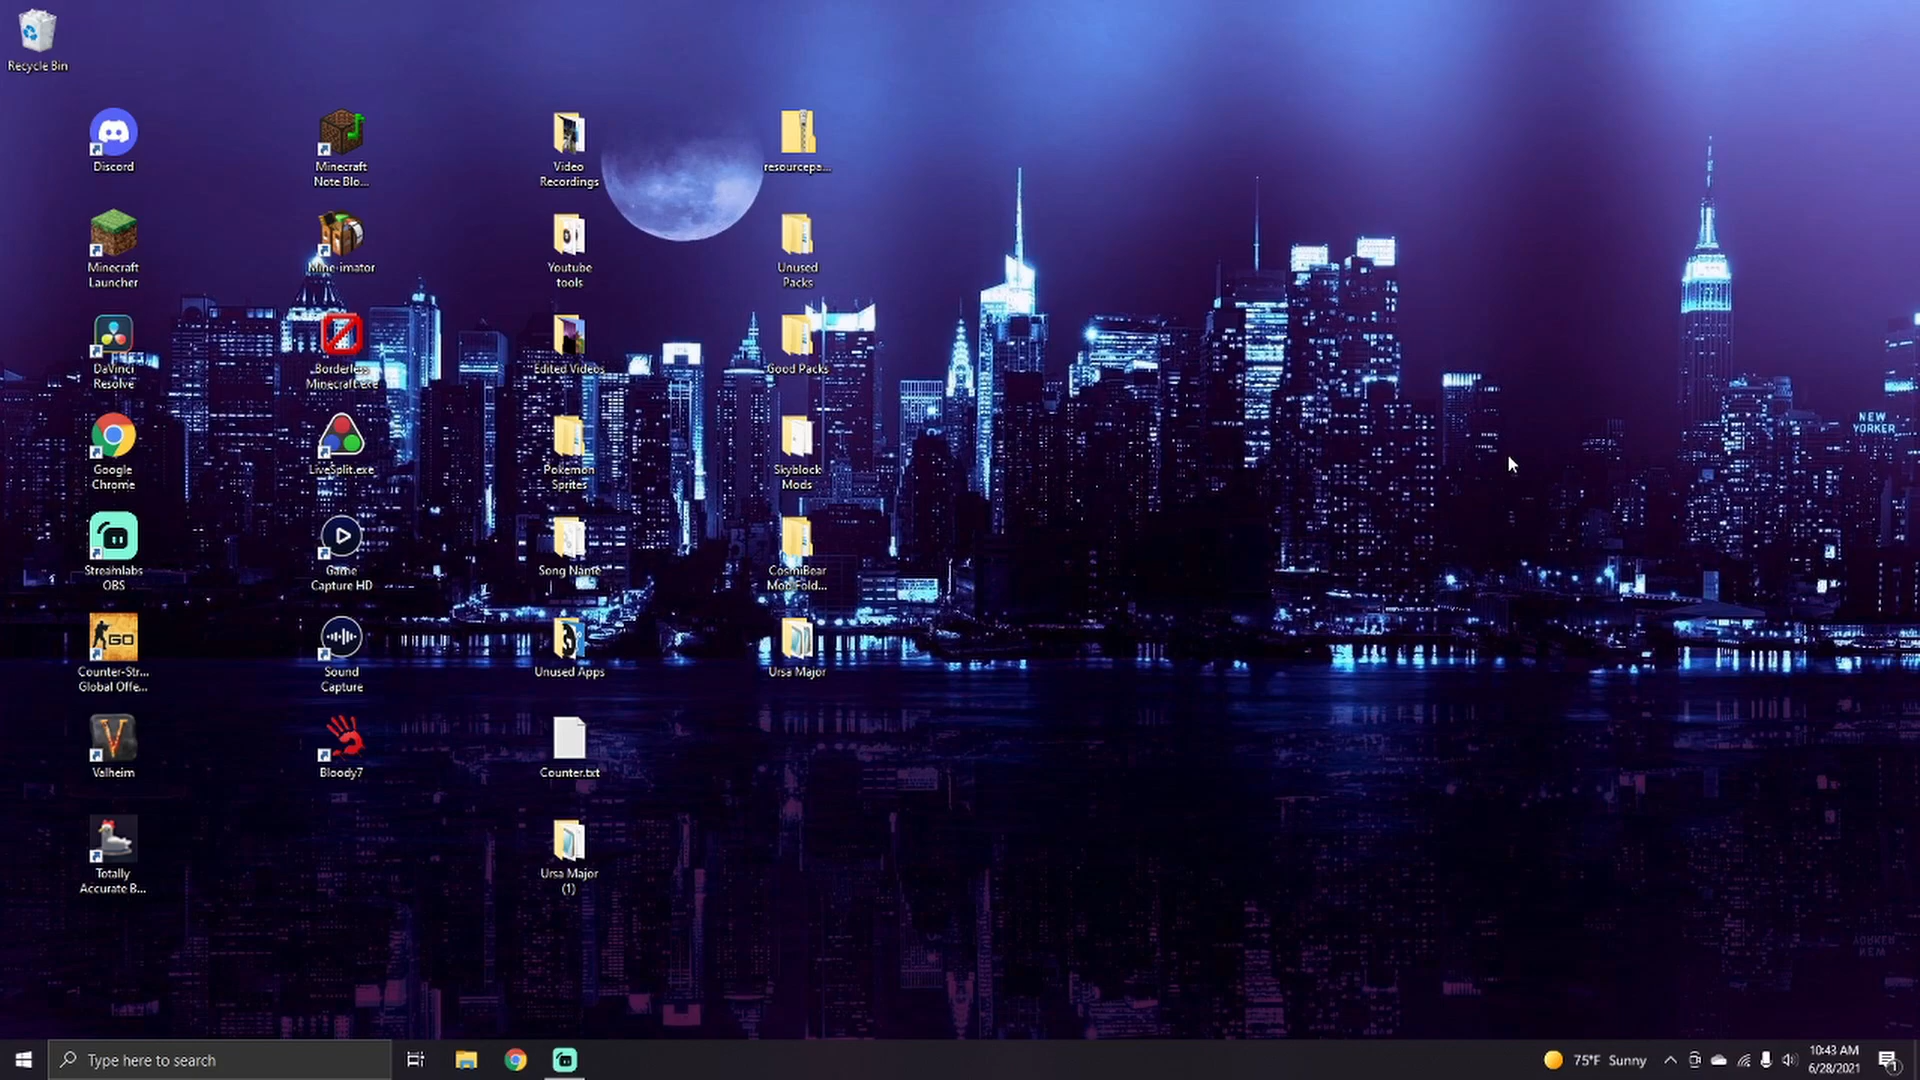 Recycle Bin
Discord
Minecraft
Note Blo...
Video
Recordings
resourcepa...
Minecraft
Launcher
Mine-imator
Youtube
tools
Unused
Packs
DaVinci
Resolve
Borderless
Minecraft.exe
Edited Videos
Good Packs
Google
Chrome
LiveSplit.exe
Pokemon
Sprites
Skyblock
Mods
NEW
YORKER
Streamlabs
OBS
Game
Capture HD
Song Name
CosmiBear
Mod Fold...
GO
Counter-Str...
Global Offe...
Sound
Capture
Unused Apps
Ursa Major
Valheim
Bloody7
Counter.txt
Totally
Accurate B...
Ursa Major
(1)
Type here to search
75°F Sunny
10:43 AM
6/28/2021
1